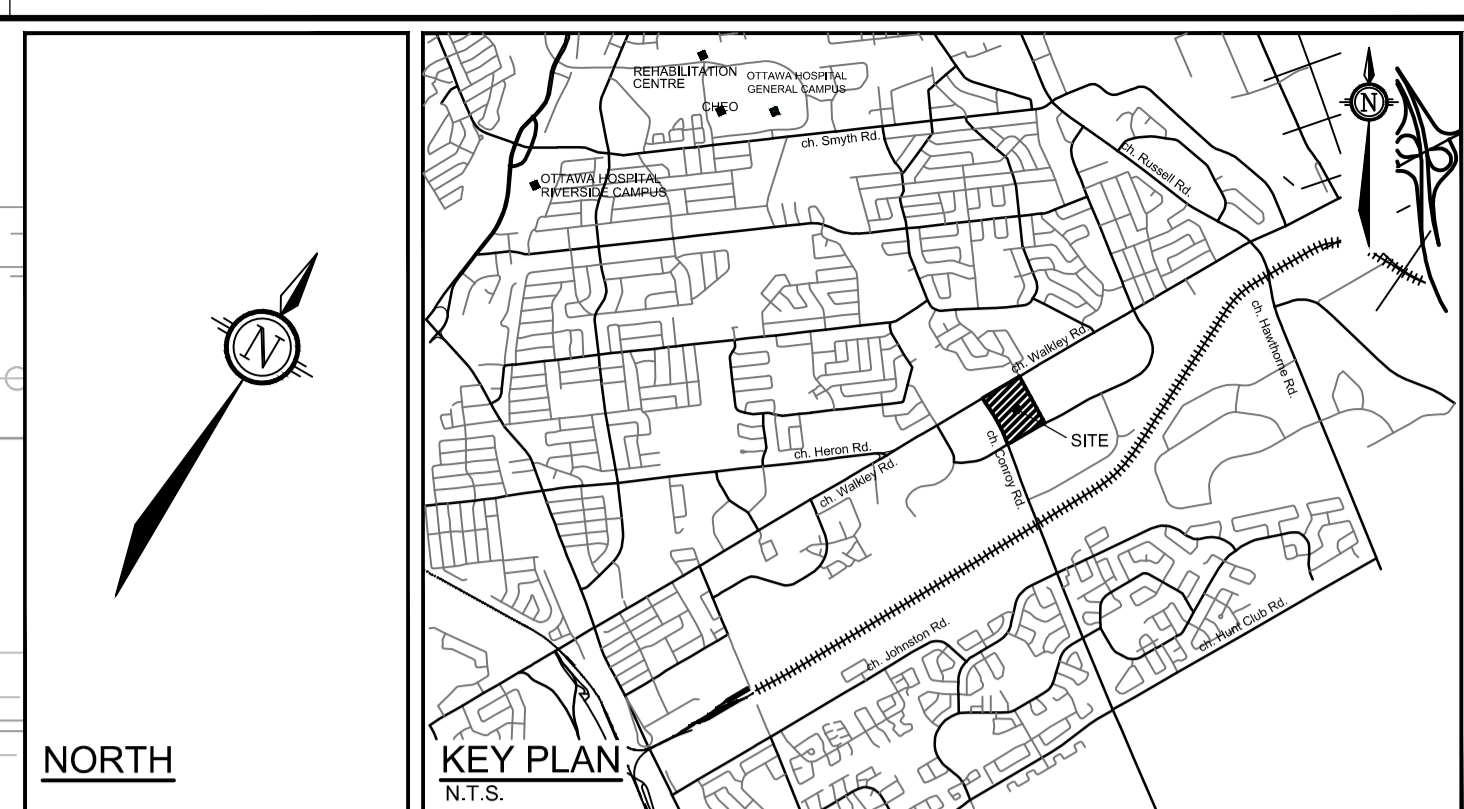 REHABILITATION
CENTRE
OTTAWA HOSPITAL
GENERAL CAMPUS
CHEO
N
ch. Smyth Rd.
ch. Russell Rd.
OTTAWA HOSPITAL
RIVERSIDE CAMPUS
N
ch. Walkley Rd.
ch. Hawthorne Rd.
SITE
ch. Heron Rd.
ch. Conroy Rd.
ch. Walkley Rd.
ch. Johnston Rd.
ch. Hunt Club Rd.
NORTH
KEY PLAN
N.T.S.